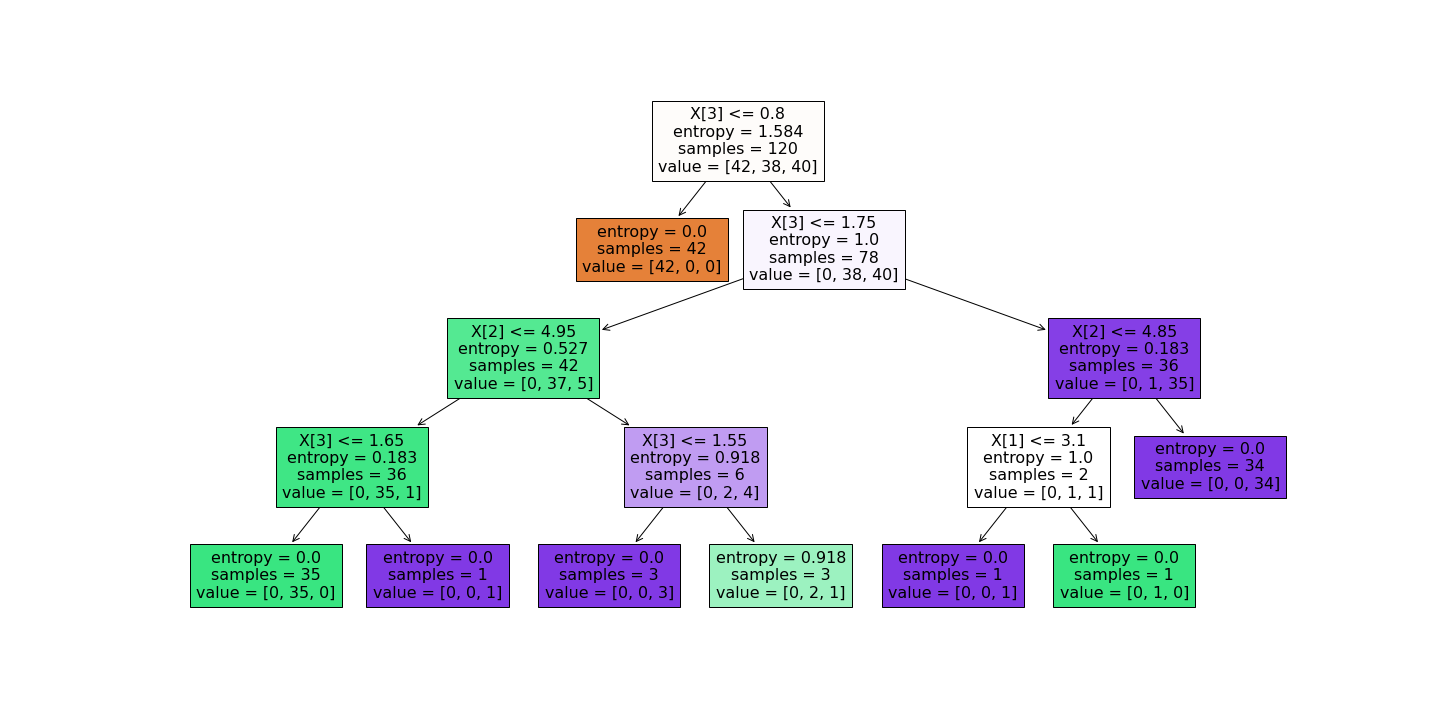 X[3] <= 0.8
entropy = 1.584
samples = 120
value = [42, 38, 40]
entropy = 0.0
samples = 42
value = [42, 0, 0]
X[3] <= 1.75
entropy = 1.0
samples = 78
value = [0, 38, 40]
X[2] <= 4.95
entropy = 0.527
samples = 42
value = [0, 37, 5]
X[2] <= 4.85
entropy = 0.183
samples = 36
value = [0, 1, 35]
X[3] <= 1.65
entropy = 0.183
samples = 36
value = [0, 35, 1]
X[3] <= 1.55
entropy = 0.918
samples = 6
value = [0, 2, 4]
X[1] <= 3.1
entropy = 1.0
samples = 2
value = [0, 1, 1]
entropy = 0.0
samples = 34
value = [0, 0, 34]
entropy = 0.0
samples = 35
value = [0, 35, 0]
entropy = 0.0
samples = 1
value = [0, 0, 1]
entropy = 0.0
samples = 3
value = [0, 0, 3]
entropy = 0.918
samples = 3
value = [0, 2, 1]
entropy = 0.0
samples = 1
value = [0, 0, 1]
entropy = 0.0
samples = 1
value = [0, 1, 0]